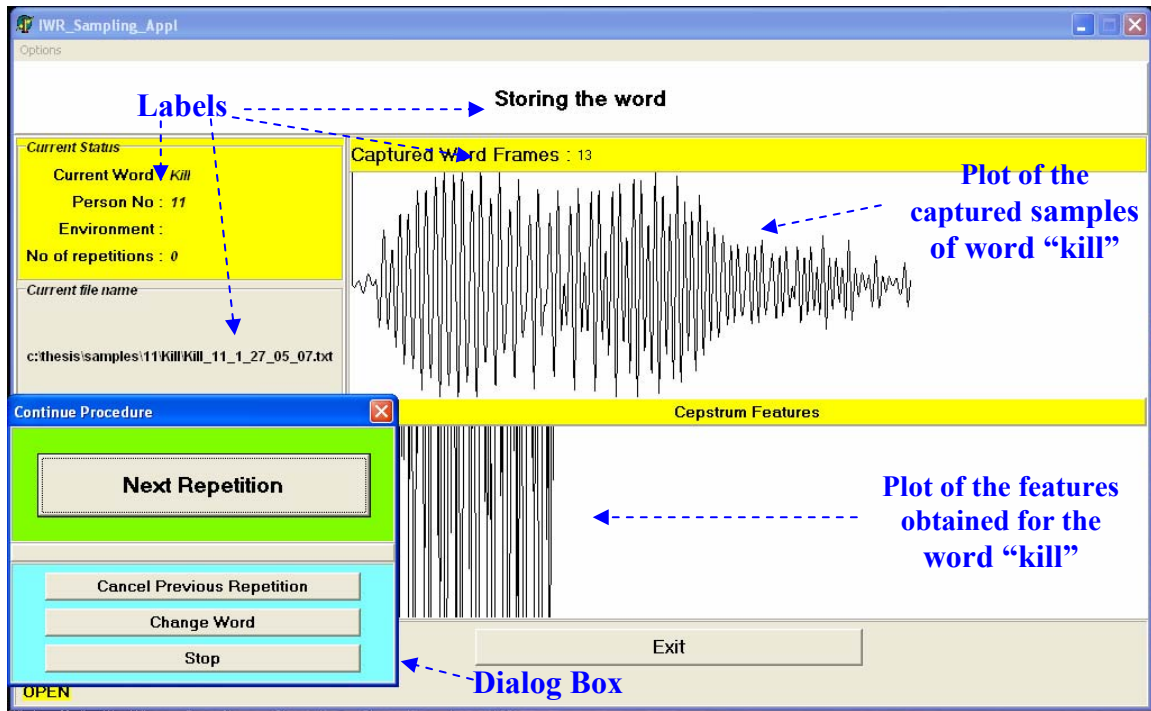 IWR_Sampling_Appl
Options
Storing the word
Labels
Current Status
Current Word : Kill
Person No : 11
Environment :
No of repetitions : 0
Current file name
c:\thesis\samples\11\Kill\Kill_11_1_27_05_07.txt
Captured Word Frames : 13
Plot of the
captured samples
of word “kill”
Continue Procedure
Next Repetition
Cancel Previous Repetition
Change Word
Stop
Cepstrum Features
Plot of the features
obtained for the
word “kill”
Exit
Dialog Box
OPEN